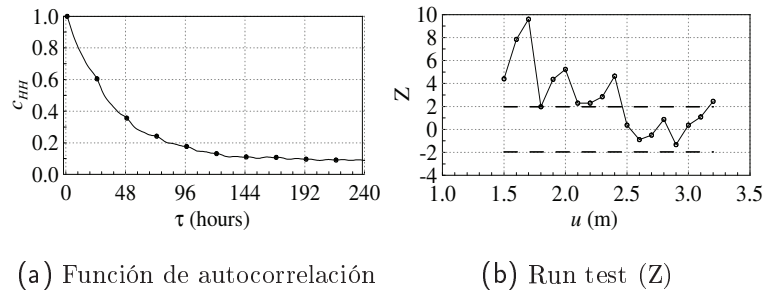 1.0
0.8
0.6
0.4
0.2
0.0
c_HH
0 48 96 144 192 240
τ (hours)
10
8
6
4
2
0
-2
-4
Z
1.0 1.5 2.0 2.5 3.0 3.5
u (m)
(a) Función de autocorrelación
(b) Run test (Z)